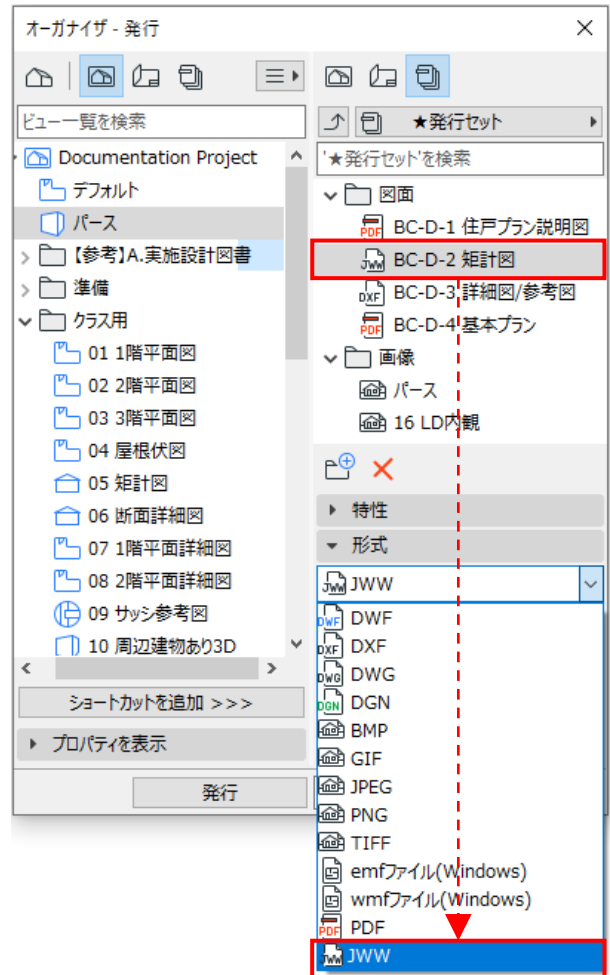 オーガナイザ - 発行
ビュー一覧を検索
Documentation Project
デフォルト
パース
【参考】A.実施設計図書
準備
クラス用
01 1階平面図
02 2階平面図
03 3階平面図
04 屋根伏図
05 矩計図
06 断面詳細図
07 1階平面詳細図
08 2階平面詳細図
09 サッシ参考図
10 周辺建物あり3D
ショートカットを追加 >>>
プロパティを表示
発行
★発行セット
'★発行セット'を検索
図面
PDF BC-D-1 住戸プラン説明図
JWW BC-D-2 矩計図
DXF BC-D-3 詳細図/参考図
PDF BC-D-4 基本プラン
画像
パース
16 LD内観
特性
形式
JWW JWW
DWF DWF
DXF DXF
DWG DWG
DGN DGN
BMP
GIF
JPEG
PNG
TIFF
emfファイル(Windows)
wmfファイル(Windows)
PDF PDF
JWW JWW